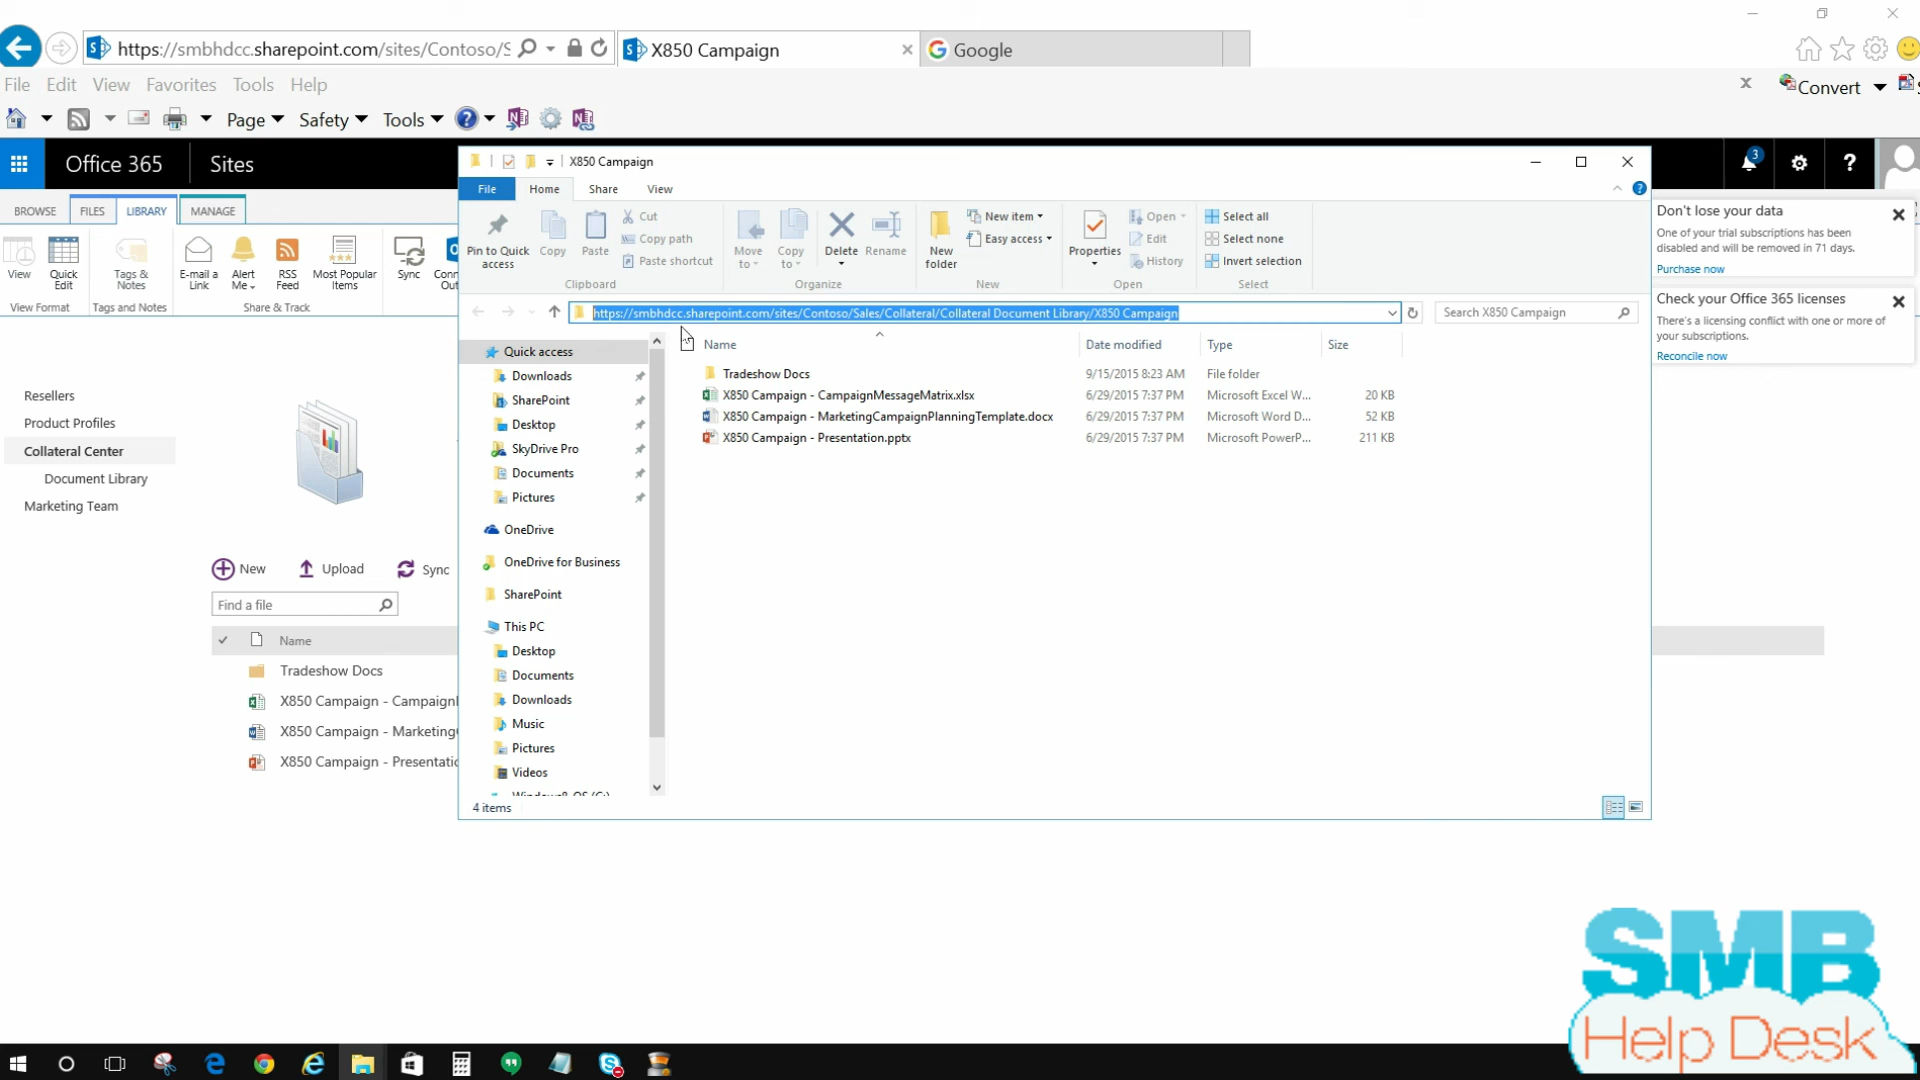 https://smbhdcc.sharepoint.com/sites/Contoso/S
X850 Campaign
Google
File Edit View Favorites Tools Help
Convert
Page Safety Tools
Office 365 Sites
3
BROWSE FILES LIBRARY MANAGE
View
Quick Edit
Tags & Notes
E-mail a Link
Alert Me
RSS Feed
Most Popular Items
Sync
View Format
Tags and Notes
Share & Track
Resellers
Product Profiles
Collateral Center
Document Library
Marketing Team
New Upload Sync
Find a file
Name
Tradeshow Docs
X850 Campaign - Campaign
X850 Campaign - Marketing
X850 Campaign - Presentatio
X850 Campaign
File Home Share View
Pin to Quick access
Copy
Paste
Cut
Copy path
Paste shortcut
Move to
Copy to
Delete
Rename
New folder
New item
Easy access
Properties
Open
Edit
History
Select all
Select none
Invert selection
Clipboard
Organize
New
Open
Select
https://smbhdcc.sharepoint.com/sites/Contoso/Sales/Collateral/Collateral Document Library/X850 Campaign
Search X850 Campaign
Quick access
Downloads
SharePoint
Desktop
SkyDrive Pro
Documents
Pictures
OneDrive
OneDrive for Business
SharePoint
This PC
Desktop
Documents
Downloads
Music
Pictures
Videos
Name Date modified Type Size
Tradeshow Docs 9/15/2015 8:23 AM File folder
X850 Campaign - CampaignMessageMatrix.xlsx 6/29/2015 7:37 PM Microsoft Excel W... 20 KB
X850 Campaign - MarketingCampaignPlanningTemplate.docx 6/29/2015 7:37 PM Microsoft Word D... 52 KB
X850 Campaign - Presentation.pptx 6/29/2015 7:37 PM Microsoft PowerP... 211 KB
4 items
Don't lose your data
One of your trial subscriptions has been
disabled and will be removed in 71 days.
Purchase now
Check your Office 365 licenses
There's a licensing conflict with one or more of
your subscriptions.
Reconcile now
SMB
Help Desk